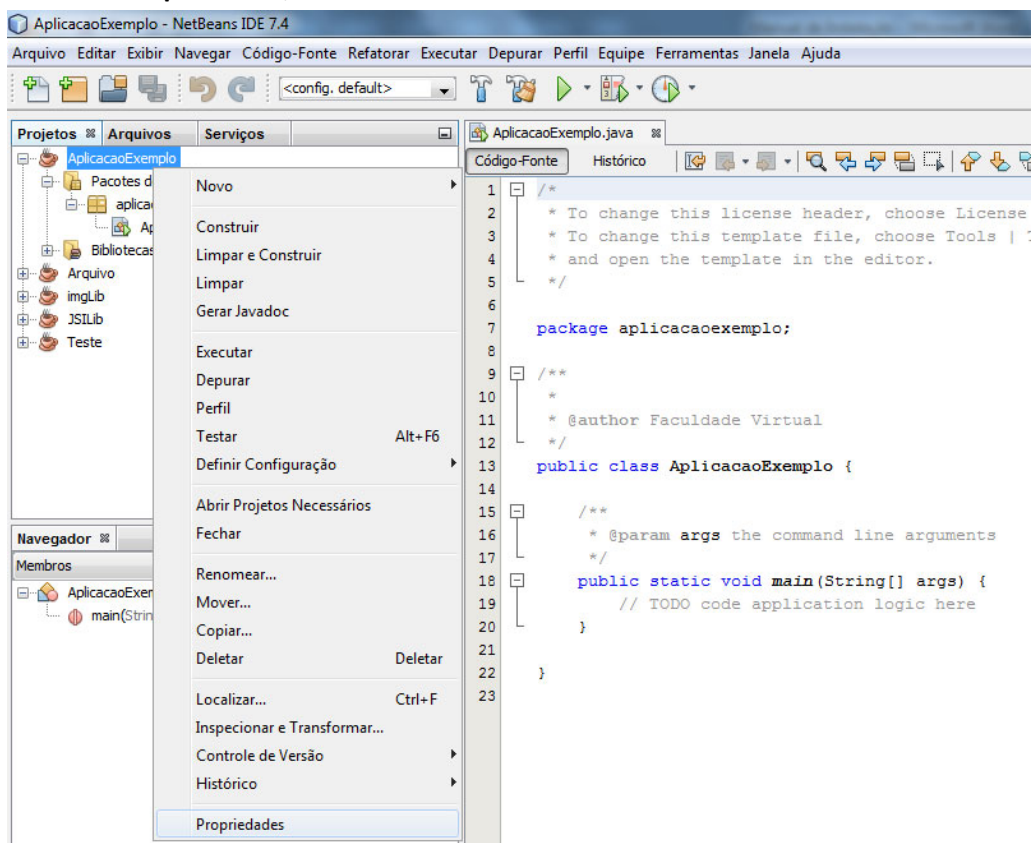 AplicacaoExemplo - NetBeans IDE 7.4
Arquivo Editar Exibir Navegar Código-Fonte Refatorar Executar Depurar Perfil Equipe Ferramentas Janela Ajuda
<config. default>
Projetos Arquivos Serviços
AplicacaoExemplo
Pacotes d
aplica
Ap
Bibliotecas
Arquivo
imgLib
JSILib
Teste
Novo
Construir
Limpar e Construir
Limpar
Gerar Javadoc
Executar
Depurar
Perfil
Testar Alt+F6
Definir Configuração
Abrir Projetos Necessários
Fechar
Renomear...
Mover...
Copiar...
Deletar Deletar
Localizar... Ctrl+F
Inspecionar e Transformar...
Controle de Versão
Histórico
Propriedades
Navegador
Membros
AplicacaoExer
main(Strin
AplicacaoExemplo.java
Código-Fonte Histórico
1 /*
2 * To change this license header, choose License
3 * To change this template file, choose Tools |
4 * and open the template in the editor.
5 */
6
7 package aplicacaoexemplo;
8
9 /**
10 *
11 * @author Faculdade Virtual
12 */
13 public class AplicacaoExemplo {
14
15 /**
16 * @param args the command line arguments
17 */
18 public static void main(String[] args) {
19 // TODO code application logic here
20 }
21
22 }
23